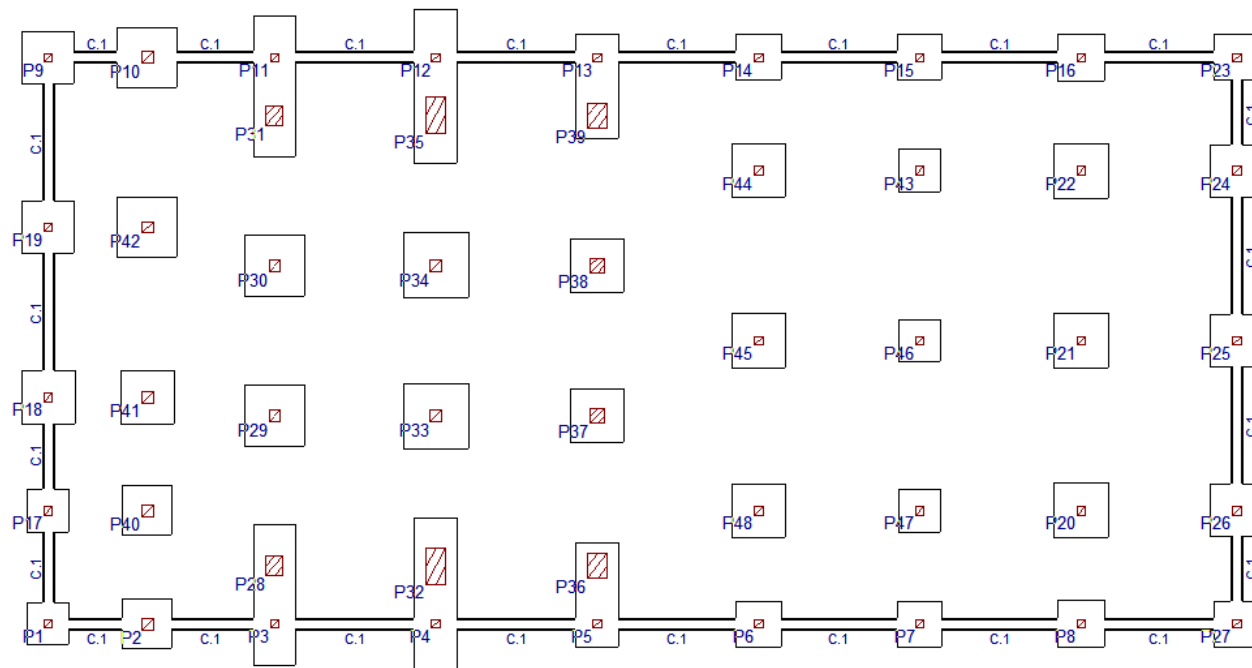 C.1 C.1 C.1 C.1 C.1 C.1 C.1
P9 P10 P11 P12 P13 P14 P15 P16 P23
C.1
P31 P35 P39
C.1
P44 P43 P22 P24
P19 P42
C.1
P30 P34 P38
C.1
P45 P46 P21 P25
P18 P41
P29 P33 P37
C.1
C.1
P17 P40 P48 P47 P20 P26
C.1
P28 P32 P36
C.1
P1 P2 P3 P4 P5 P6 P7 P8 P27
C.1 C.1 C.1 C.1 C.1 C.1 C.1